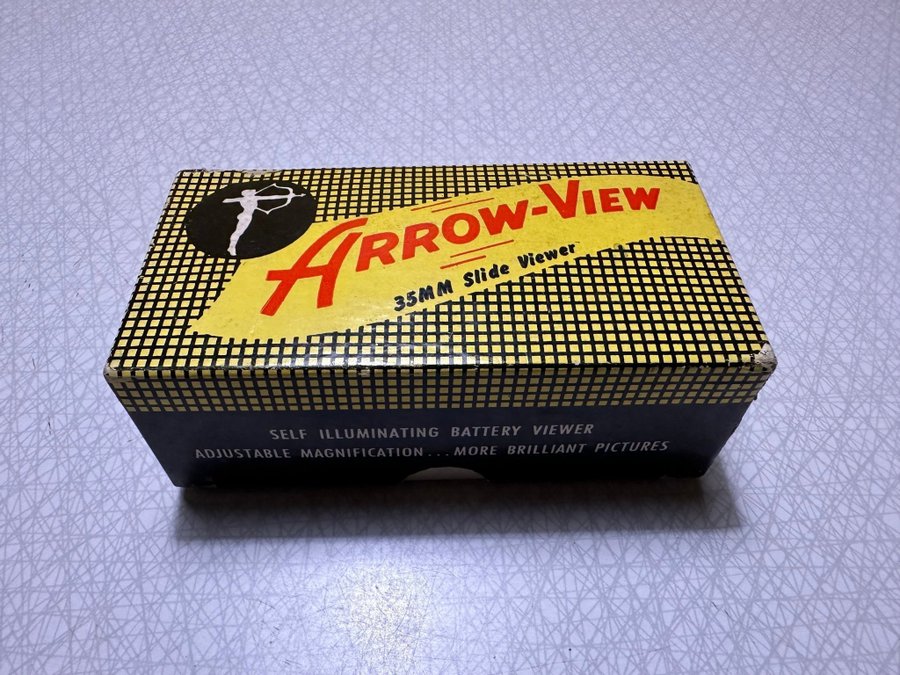 ARROW-VIEW
35MM Slide Viewer
SELF ILLUMINATING BATTERY VIEWER
ADJUSTABLE MAGNIFICATION...MORE BRILLIANT PICTURES